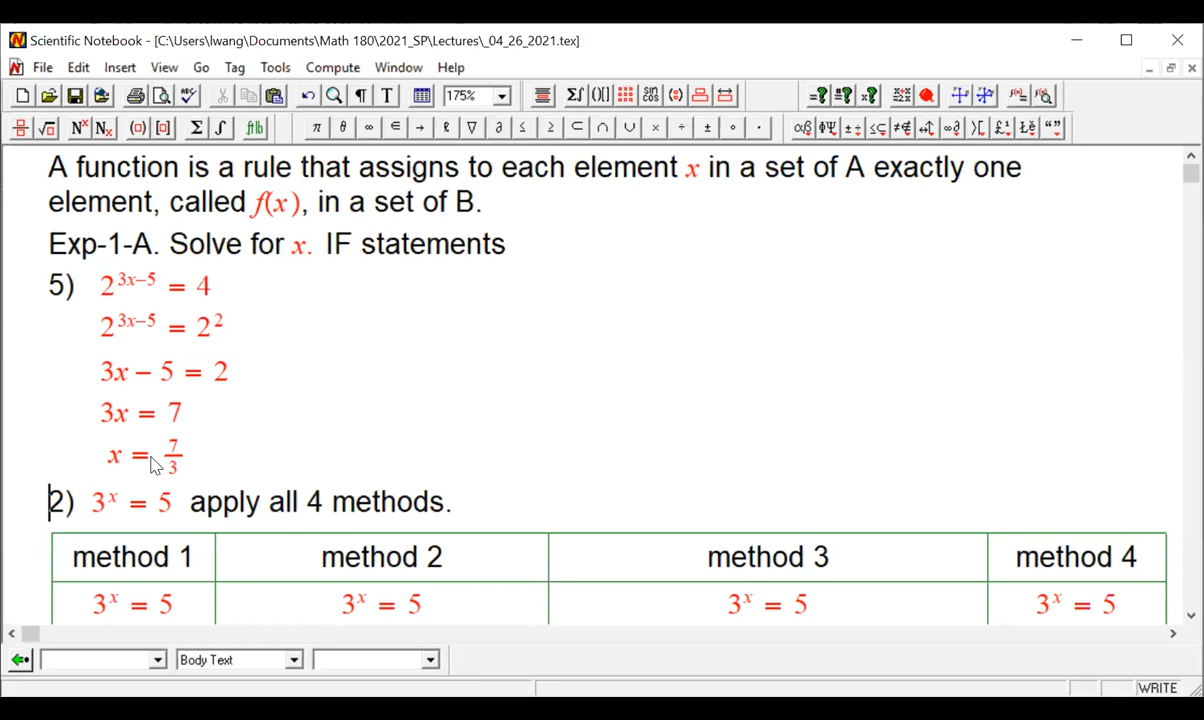 Scientific Notebook - [C:\Users\lwang\Documents\Math 180\2021_SP\Lectures\_04_26_2021.tex]
File Edit Insert View Go Tag Tools Compute Window Help
175%
A function is a rule that assigns to each element x in a set of A exactly one
element, called f(x), in a set of B.
Exp-1-A. Solve for x. IF statements
5) 2^{3x-5} = 4
2^{3x-5} = 2^2
3x − 5 = 2
3x = 7
x = 7/3
2) 3^x = 5 apply all 4 methods.
method 1 method 2 method 3 method 4
3^x = 5 3^x = 5 3^x = 5 3^x = 5
Body Text
WRITE